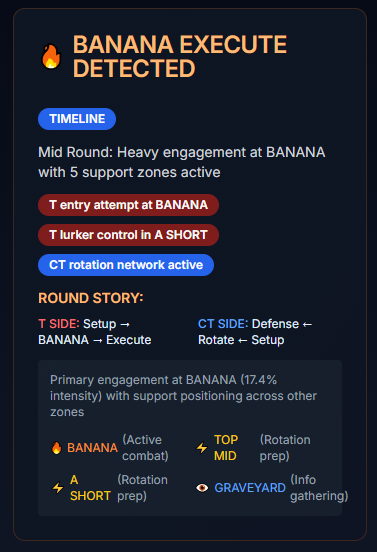 🔥 BANANA EXECUTE
DETECTED
TIMELINE
Mid Round: Heavy engagement at BANANA
with 5 support zones active
T entry attempt at BANANA
T lurker control in A SHORT
CT rotation network active
ROUND STORY:
T SIDE: Setup →
BANANA → Execute
CT SIDE: Defense ←
Rotate ← Setup
Primary engagement at BANANA (17.4%
intensity) with support positioning across other
zones
🔥 BANANA (Active
combat)
⚡ TOP
MID
(Rotation
prep)
⚡ A
SHORT
(Rotation
prep)
👁 GRAVEYARD (Info
gathering)